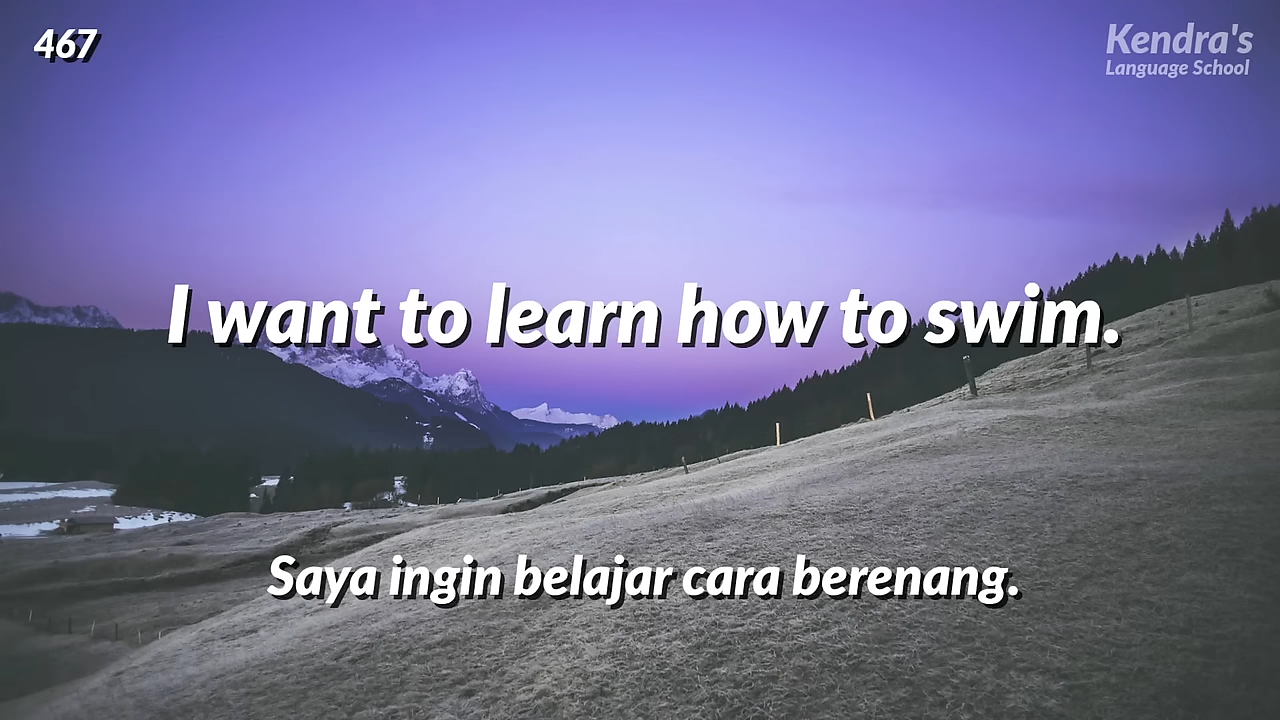 467
Kendra's
Language School
I want to learn how to swim.
Saya ingin belajar cara berenang.